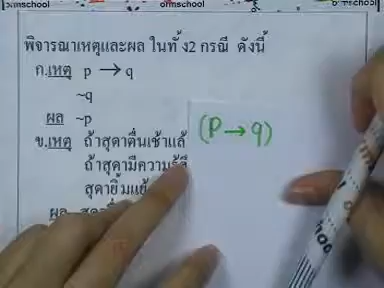 ormschool
พิจารณาเหตุและผล ในทั้ง2 กรณี ดังนี้
ก.เหตุ p → q
~q
ผล ~p
ข.เหตุ ถ้าสุดาตื่นเช้าแล้
ถ้าสุดามีความรู้สึ
สุดายิ้มแย้
(P → q)